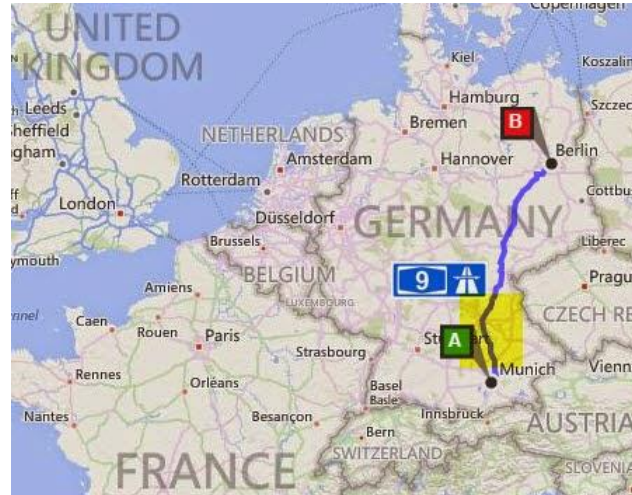 Copenhagen
UNITED
KINGDOM
Kiel
Koszalin
Leeds
Hamburg
Szczec
heffield
Bremen
B
NETHERLANDS
ngham
Amsterdam
Hannover
Berlin
Rotterdam
London
Cottbu
Düsseldorf
GERMANY
ymouth
Brussels
Liberec
BELGIUM
9
Amiens
LUXEMBOURG
Pragu
Caen
Rouen
CZECH RE
Paris
A
Strasbourg
Munich
Rennes
Vienn
Orléans
Basel
Basle
Nantes
Besançon
Innsbruck
AUSTRIA
Bern
SWITZERLAND
FRANCE
SLOVENIA